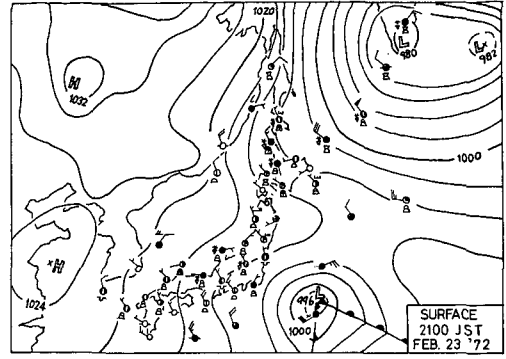 1020
L
980
L
982
H
1032
1000
H
1024
996
L
1000
SURFACE
2100 JST
FEB. 23 '72